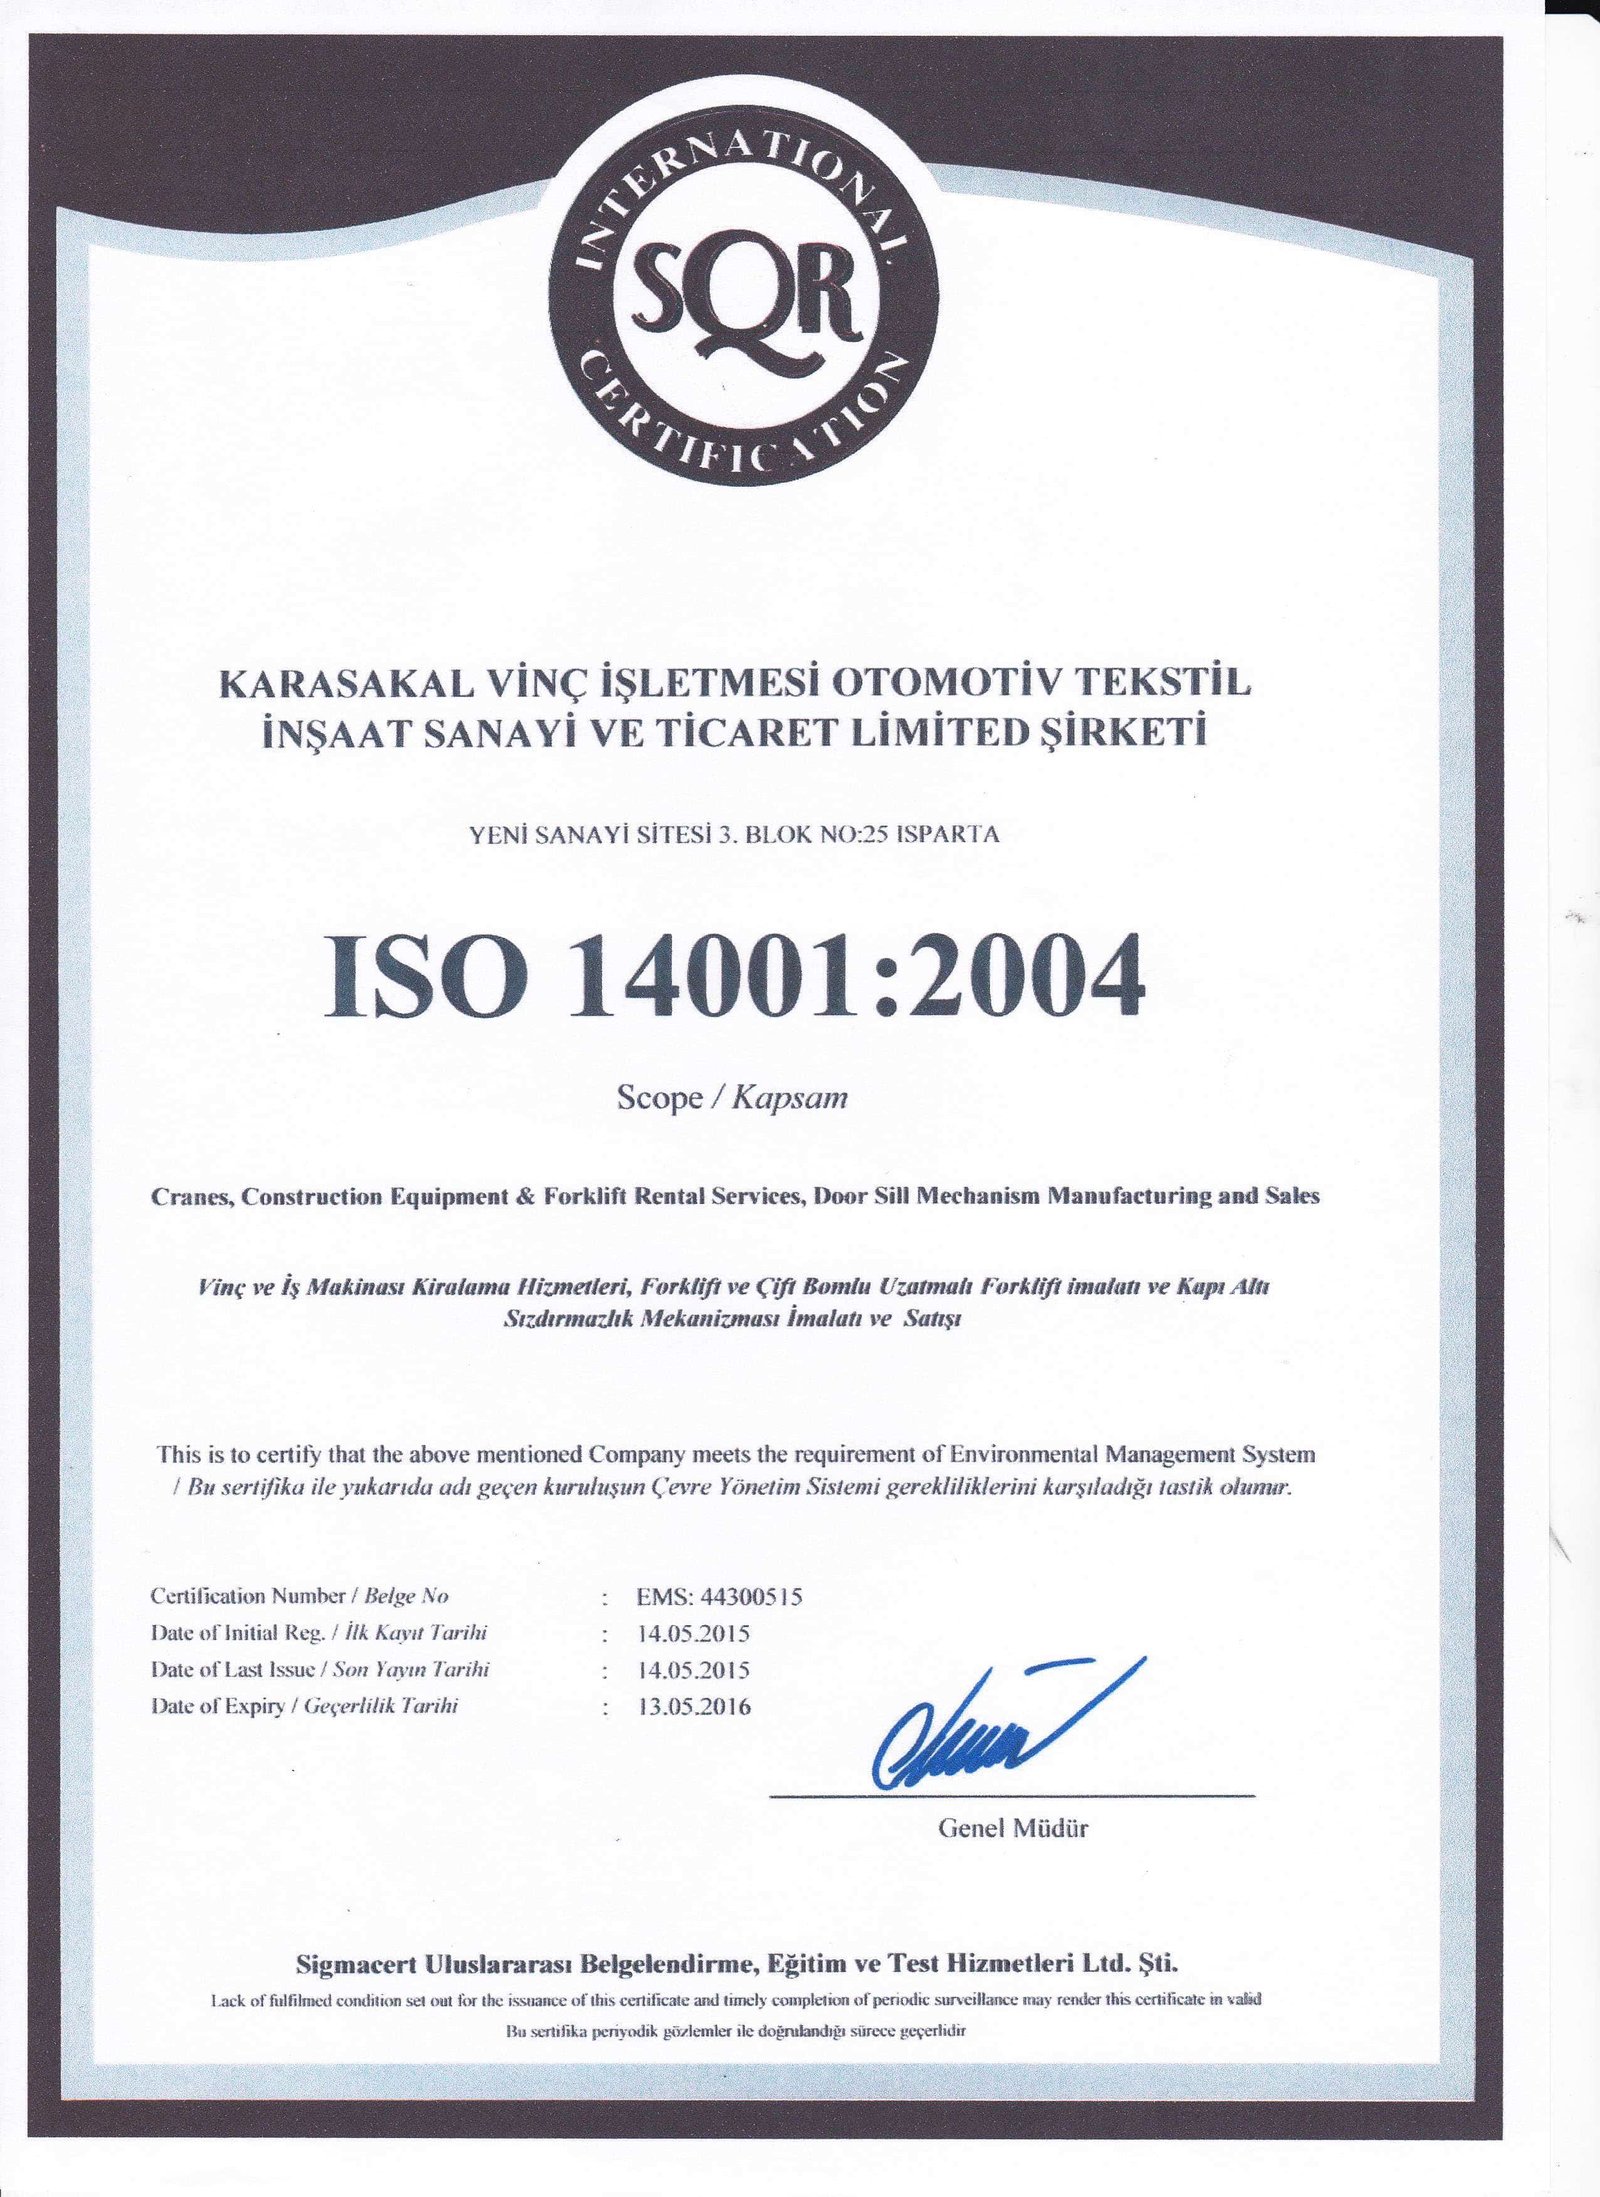 INTERNATIONAL
SQR
CERTIFICATION
KARASAKAL VİNÇ İŞLETMESİ OTOMOTİV TEKSTİL
İNŞAAT SANAYİ VE TİCARET LİMİTED ŞİRKETİ
YENİ SANAYİ SİTESİ 3. BLOK NO:25 ISPARTA
ISO 14001:2004
Scope / Kapsam
Cranes, Construction Equipment & Forklift Rental Services, Door Sill Mechanism Manufacturing and Sales
Vinç ve İş Makinası Kiralama Hizmetleri, Forklift ve Çift Bomlu Uzatmalı Forklift imalatı ve Kapı Altı
Sızdırmazlık Mekanizması İmalatı ve Satışı
This is to certify that the above mentioned Company meets the requirement of Environmental Management System
/ Bu sertifika ile yukarıda adı geçen kuruluşun Çevre Yönetim Sistemi gerekliliklerini karşıladığı tastik olunur.
Certification Number / Belge No : EMS: 44300515
Date of Initial Reg. / İlk Kayıt Tarihi : 14.05.2015
Date of Last Issue / Son Yayın Tarihi : 14.05.2015
Date of Expiry / Geçerlilik Tarihi : 13.05.2016
Genel Müdür
Sigmacert Uluslararası Belgelendirme, Eğitim ve Test Hizmetleri Ltd. Şti.
Lack of fulfilmed condition set out for the issuance of this certificate and timely completion of periodic surveillance may render this certificate in valid
Bu sertifika periyodik gözlemler ile doğrulandığı sürece geçerlidir